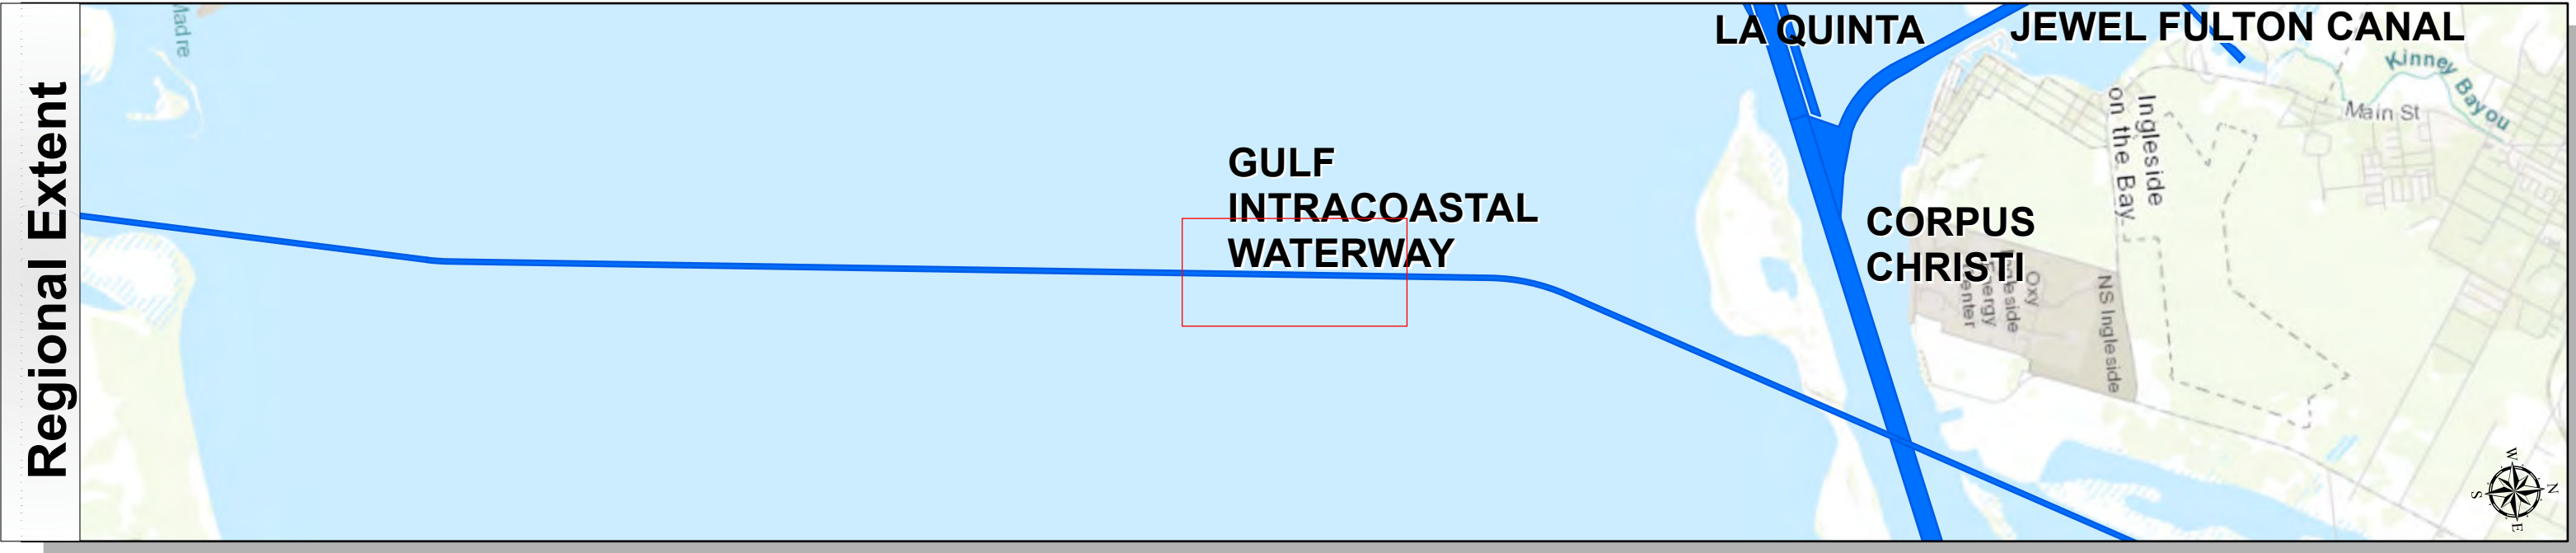 Regional Extent
Madre
LA QUINTA
JEWEL FULTON CANAL
Kinney Bayou
Main St
Ingleside
on the Bay
GULF
INTRACOASTAL
WATERWAY
CORPUS
CHRISTI
Oxy
NS Ingleside
W
N
S
E